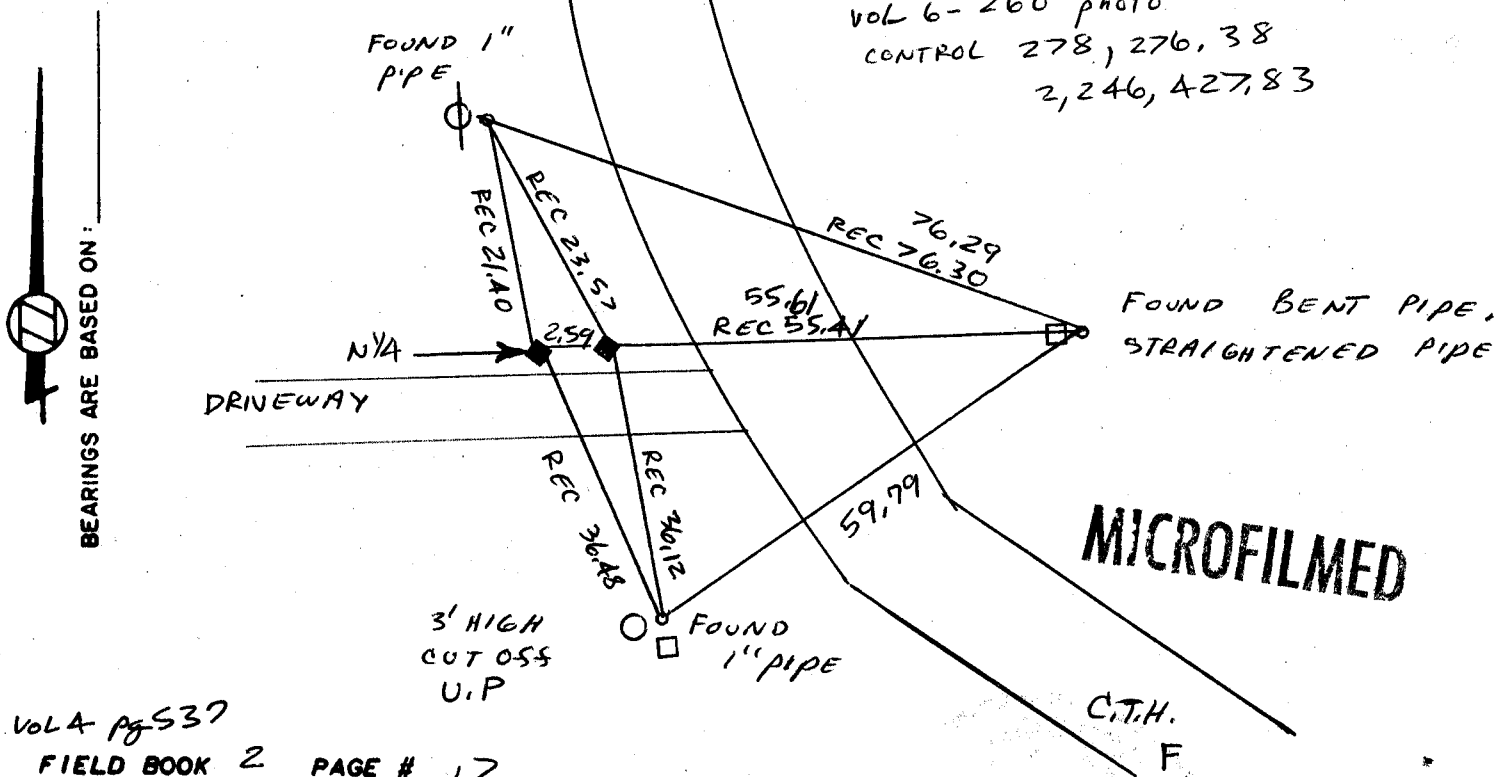 VOL 6-260 photo
CONTROL 278,276.38
2,246,427.83
FOUND 1"
PIPE
BEARINGS ARE BASED ON:
REC 21.40
REC 23.57
76.29
REC 76.30
55.61
REC 55.41
2.59
N1/4
FOUND BENT PIPE.
STRAIGHTENED PIPE
DRIVEWAY
REC 36.48
REC 36.12
59.79
MICROFILMED
3' HIGH
CUT OFF
U.P
FOUND
1" PIPE
C.T.H.
F
VOL 4 pg 537
FIELD BOOK 2 PAGE # 17